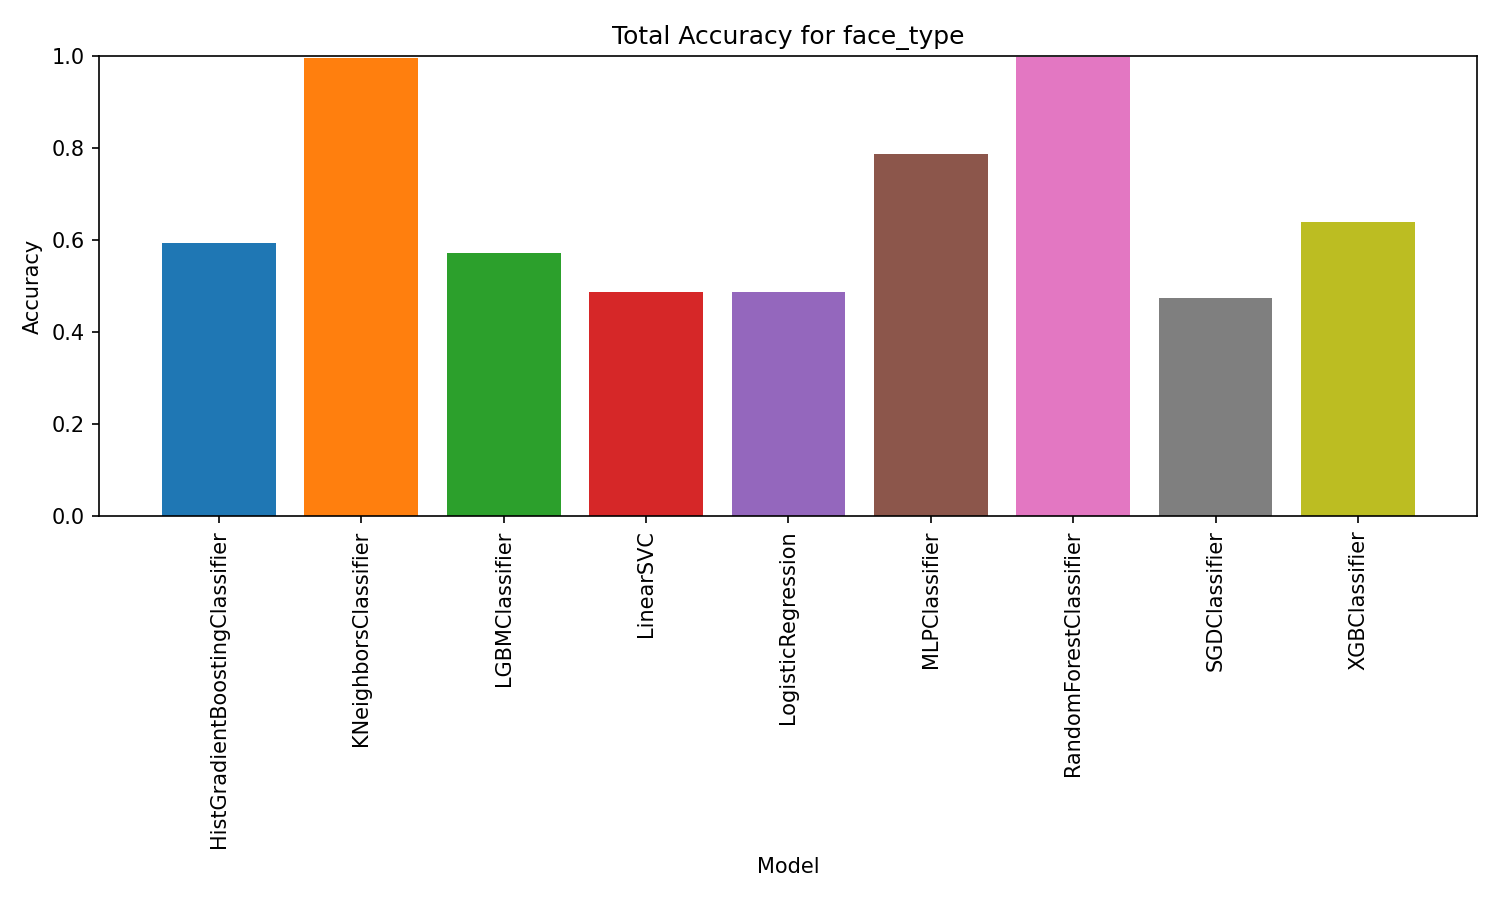 Total Accuracy for face_type
Accuracy
1.0
0.8
0.6
0.4
0.2
0.0
HistGradientBoostingClassifier
KNeighborsClassifier
LGBMClassifier
LinearSVC
LogisticRegression
MLPClassifier
RandomForestClassifier
SGDClassifier
XGBClassifier
Model